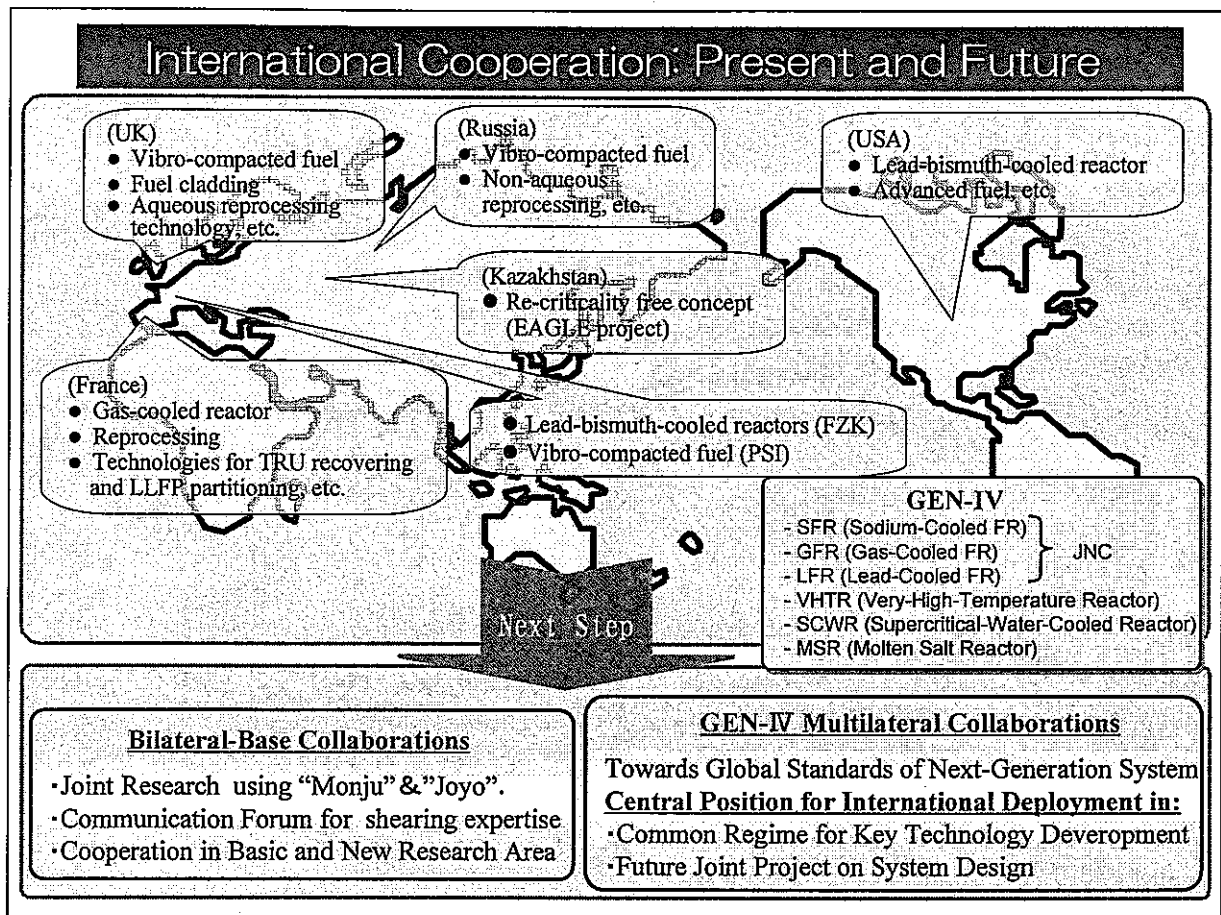 International Cooperation: Present and Future
(UK)
● Vibro-compacted fuel
● Fuel cladding
● Aqueous reprocessing
technology, etc.
(Russia)
● Vibro-compacted fuel
● Non-aqueous
reprocessing, etc.
(USA)
● Lead-bismuth-cooled reactor
● Advanced fuel, etc.
(Kazakhstan)
● Re-criticality free concept
(EAGLE project)
(France)
● Gas-cooled reactor
● Reprocessing
● Technologies for TRU recovering
and LLFP partitioning, etc.
● Lead-bismuth-cooled reactors (FZK)
● Vibro-compacted fuel (PSI)
GEN-IV
- SFR (Sodium-Cooled FR)
- GFR (Gas-Cooled FR)
- LFR (Lead-Cooled FR)
JNC
- VHTR (Very-High-Temperature Reactor)
- SCWR (Supercritical-Water-Cooled Reactor)
- MSR (Molten Salt Reactor)
Next Step
Bilateral-Base Collaborations
・Joint Research using “Monju” &”Joyo”.
・Communication Forum for shearing expertise
・Cooperation in Basic and New Research Area
GEN-IV Multilateral Collaborations
Towards Global Standards of Next-Generation System
Central Position for International Deployment in:
・Common Regime for Key Technology Deveropment
・Future Joint Project on System Design